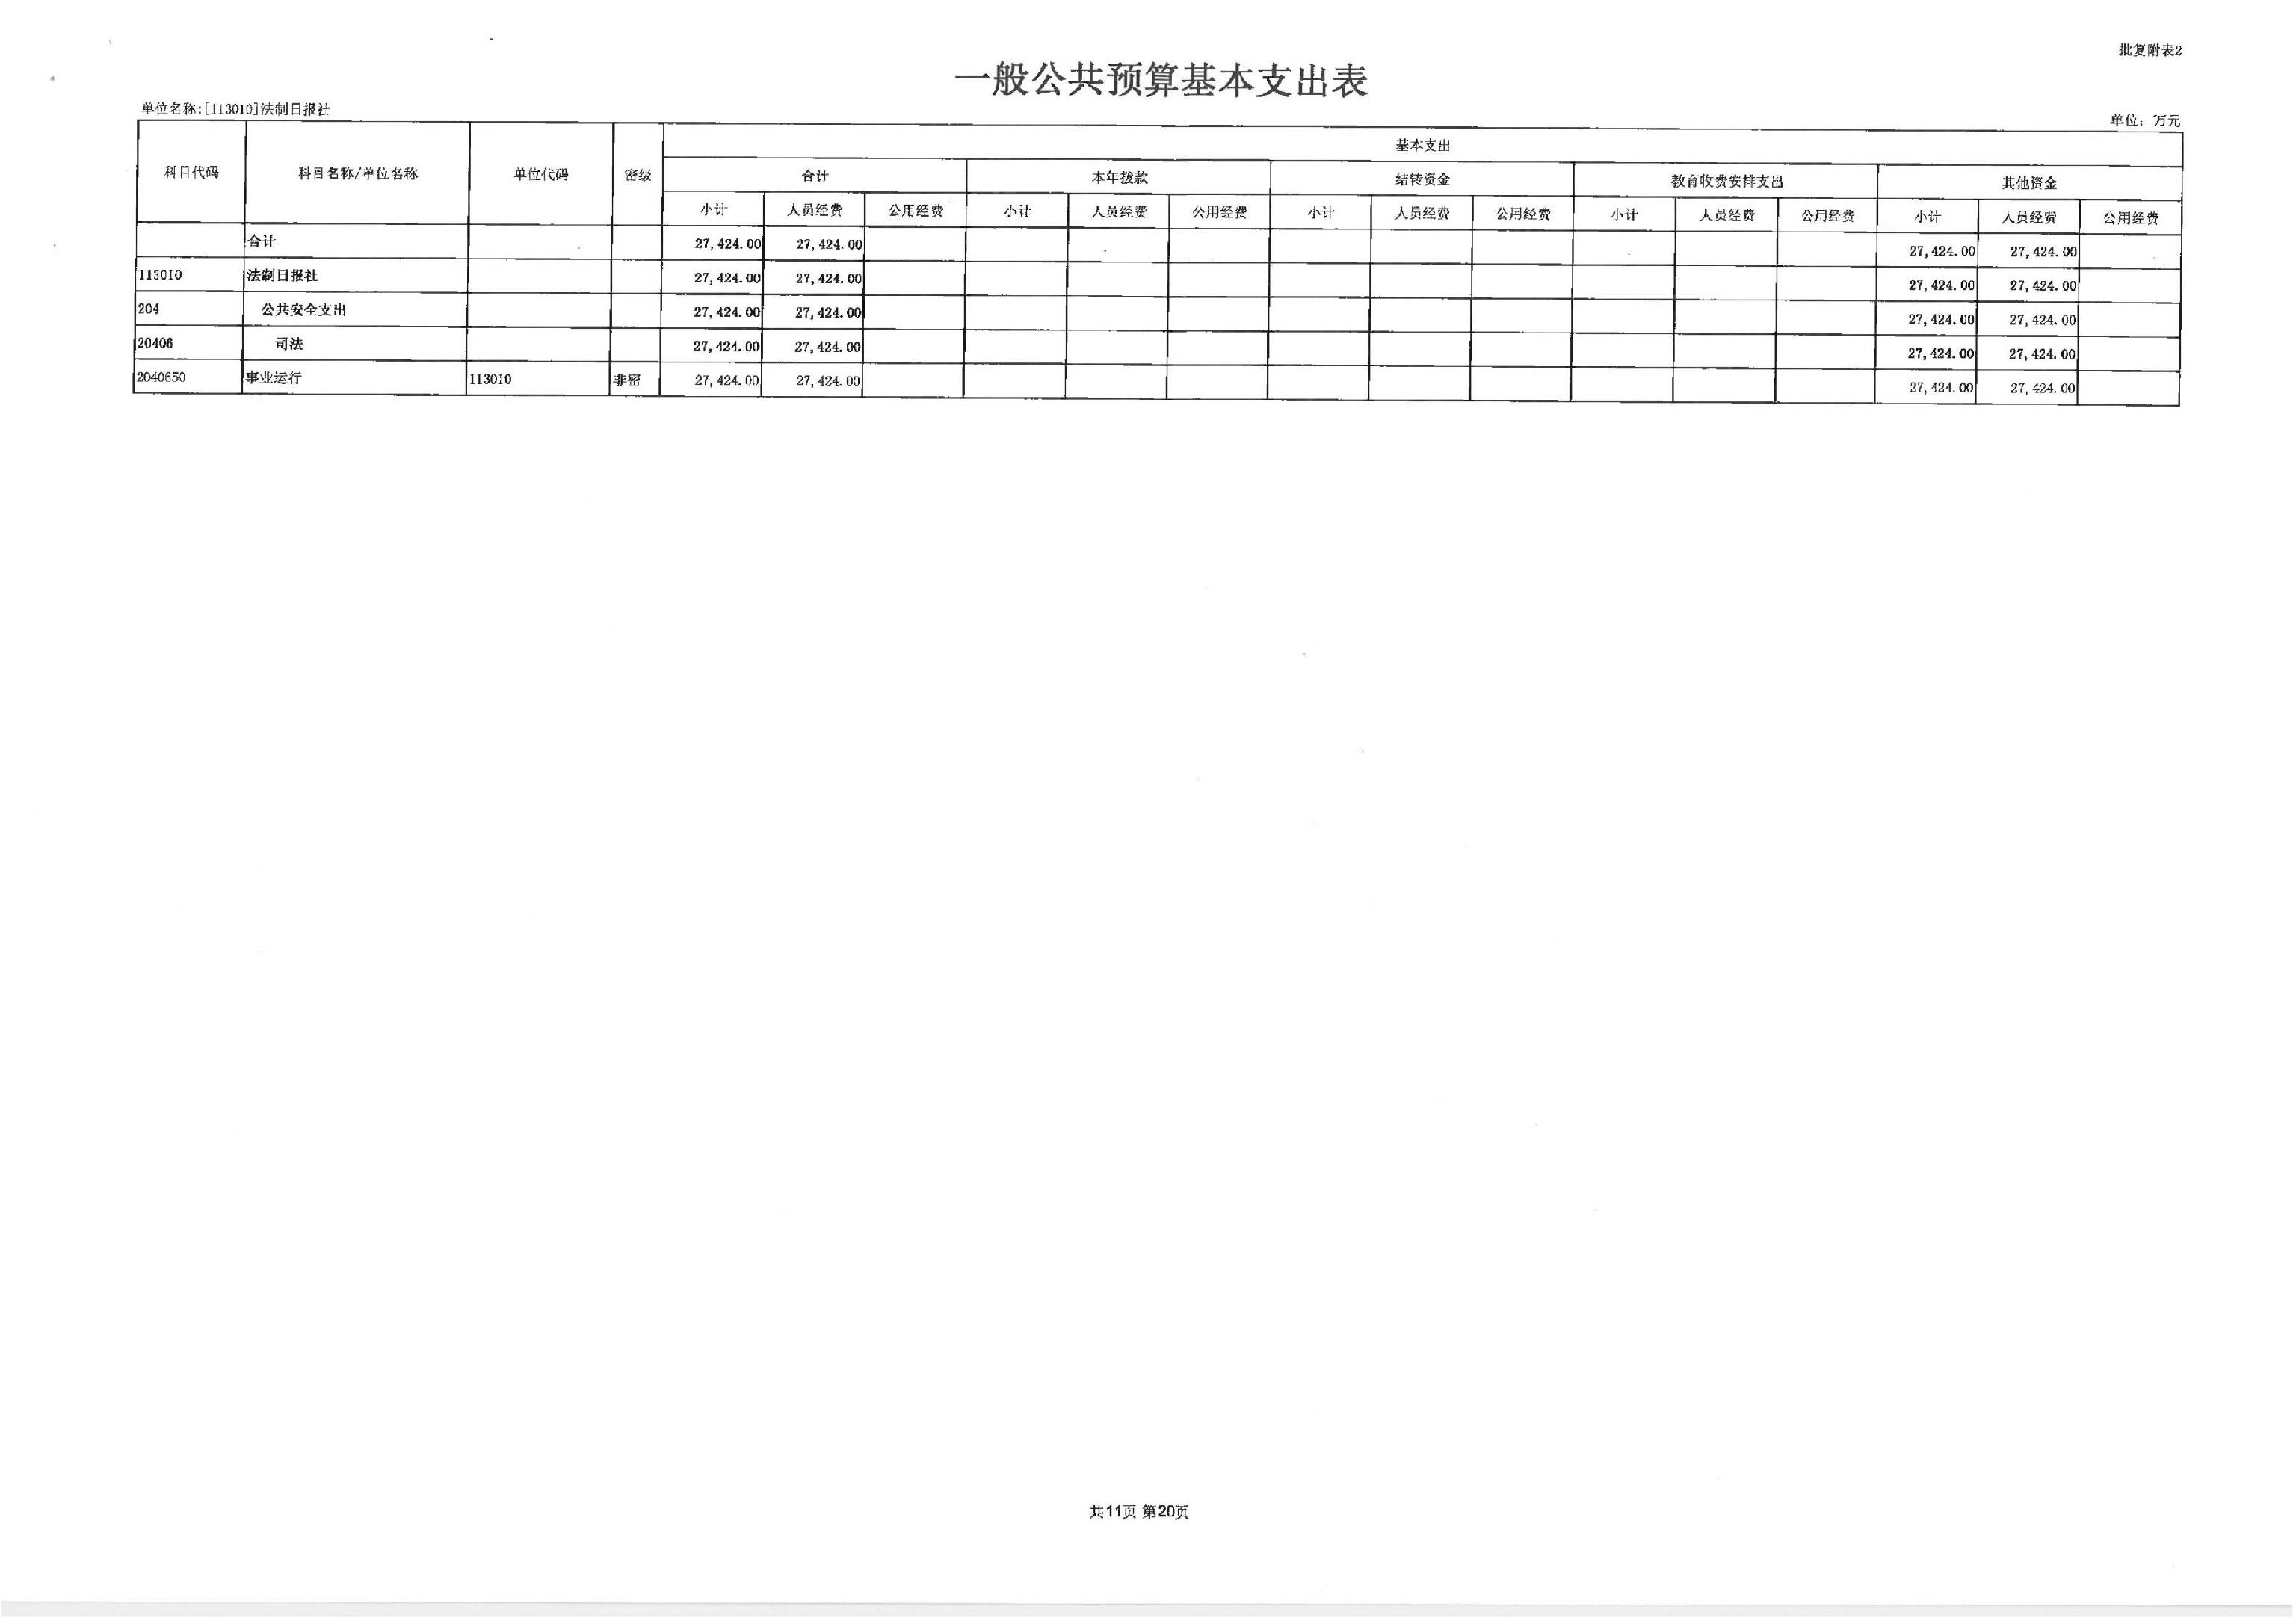 批复附表2
一般公共预算基本支出表
单位名称:[113010]法制日报社
单位：万元
科目代码 科目名称/单位名称 单位代码 密级 基本支出
合计 本年拨款 结转资金 教育收费安排支出 其他资金
小计 人员经费 公用经费 小计 人员经费 公用经费 小计 人员经费 公用经费 小计 人员经费 公用经费 小计 人员经费 公用经费
合计 27,424.00 27,424.00 27,424.00 27,424.00
113010 法制日报社 27,424.00 27,424.00 27,424.00 27,424.00
204 公共安全支出 27,424.00 27,424.00 27,424.00 27,424.00
20406 司法 27,424.00 27,424.00 27,424.00 27,424.00
2040650 事业运行 113010 非密 27,424.00 27,424.00 27,424.00 27,424.00
共11页 第20页